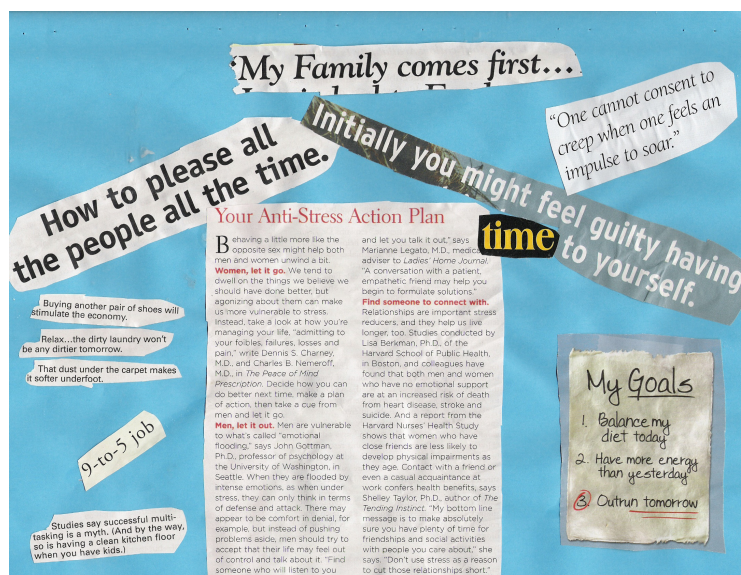 ‘My Family comes first…
“One cannot consent to
creep when one feels an
impulse to soar.”
How to please all
the people all the time.
Initially you might feel guilty having
time to yourself.
Your Anti-Stress Action Plan
Behaving a little more like the
opposite sex might help both
men and women unwind a bit.
Women, let it go. We tend to
dwell on the things we believe we
should have done better, but
agonizing about them can make
us more vulnerable to stress.
Instead, take a look at how you’re
managing your life, “admitting to
your foibles, failures, losses and
pain,” write Dennis S. Charney,
M.D., and Charles B. Nemeroff,
M.D., in The Peace of Mind
Prescription. Decide how you can
do better next time, make a plan
of action, then take a cue from
men and let it go.
Men, let it out. Men are vulnerable
to what’s called “emotional
flooding,” says John Gottman,
Ph.D., professor of psychology at
the University of Washington, in
Seattle. When they are flooded by
intense emotions, as when under
stress, they can only think in terms
of defense and attack. There may
appear to be comfort in denial, for
example, but instead of pushing
problems aside, men should try to
accept that their life may feel out
of control and talk about it. “Find
someone who will listen to you
and let you talk it out,” says
Marianne Legato, M.D., medical
adviser to Ladies’ Home Journal.
“A conversation with a patient,
empathetic friend may help you
begin to formulate solutions.”
Find someone to connect with.
Relationships are important stress
reducers, and they help us live
longer, too. Studies conducted by
Lisa Berkman, Ph.D., of the
Harvard School of Public Health,
in Boston, and colleagues have
found that both men and women
who have no emotional support
are at an increased risk of death
from heart disease, stroke and
suicide. And a report from the
Harvard Nurses’ Health Study
shows that women who have
close friends are less likely to
develop physical impairments as
they age. Contact with a friend or
even a casual acquaintance at
work confers health benefits, says
Shelley Taylor, Ph.D., author of The
Tending Instinct. “My bottom line
message is to make absolutely
sure you have plenty of time for
friendships and social activities
with people you care about,” she
says. “Don’t use stress as a reason
to cut those relationships short.”
Buying another pair of shoes will
stimulate the economy.
Relax…the dirty laundry won’t
be any dirtier tomorrow.
That dust under the carpet makes
it softer underfoot.
9-to-5 job
Studies say successful multi-
tasking is a myth. (And by the way,
so is having a clean kitchen floor
when you have kids.)
My Goals
1. Balance my
diet today
2. Have more energy
than yesterday
3. Outrun tomorrow